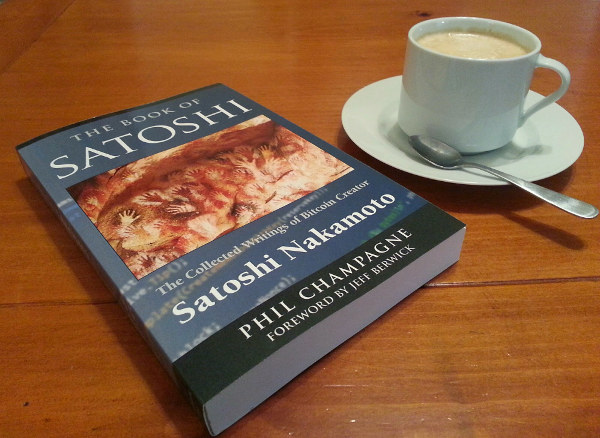 THE BOOK OF
SATOSHI
The Collected Writings of Bitcoin Creator
Satoshi Nakamoto
PHIL CHAMPAGNE
FOREWORD BY JEFF BERWICK